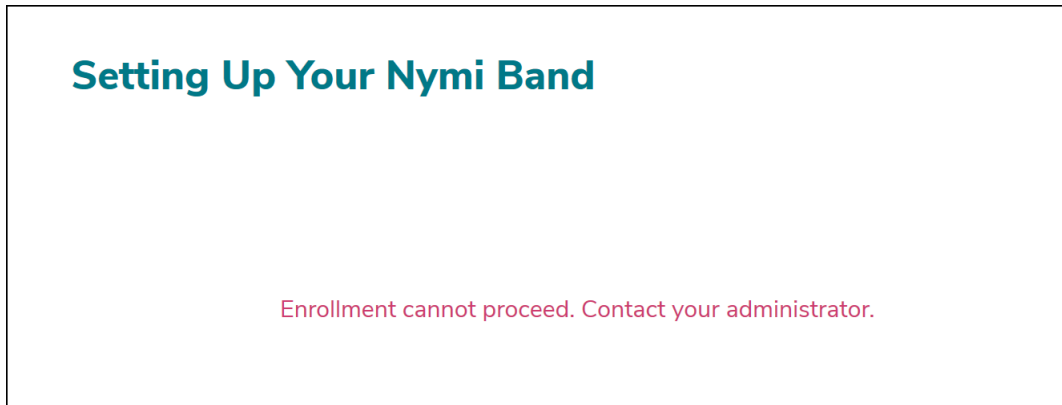 Setting Up Your Nymi Band
Enrollment cannot proceed. Contact your administrator.